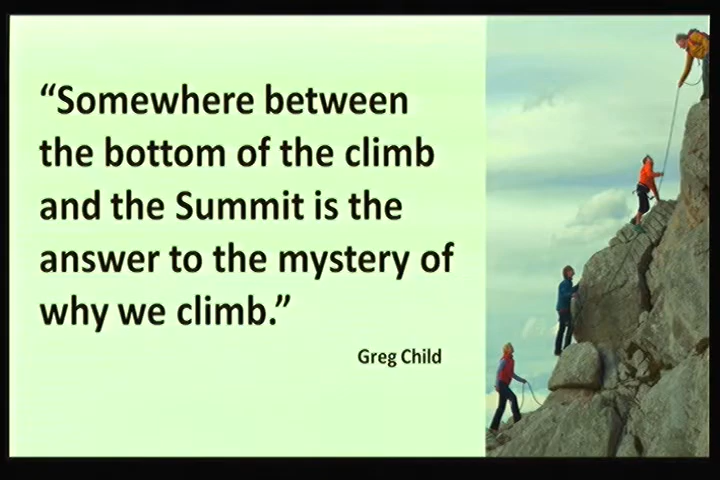 “Somewhere between
the bottom of the climb
and the Summit is the
answer to the mystery of
why we climb.”
Greg Child